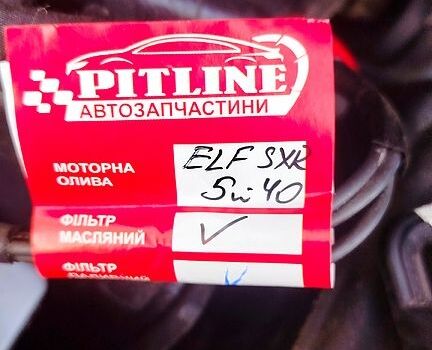 PITLINE
АВТОЗАПЧАСТИНИ
МОТОРНА
ОЛИВА
ELF SXR
5w40
ФІЛЬТР
МАСЛЯНИЙ
ФІЛЬТР